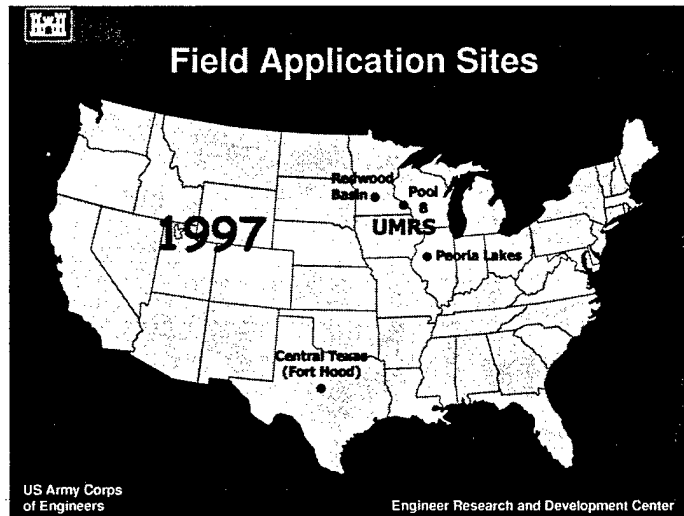 Field Application Sites
Redwood
Basin
Pool
8
1997
UMRS
Peoria Lakes
Central Texas
(Fort Hood)
US Army Corps
of Engineers
Engineer Research and Development Center